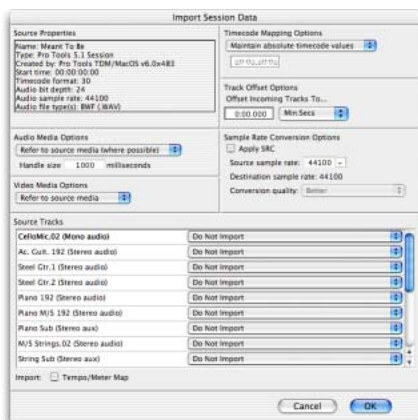 Import Session Data
Source Properties
Name: Meant To Be
Type: Pro Tools 5.1 Session
Created by: Pro Tools TDM/MacOS v6.0x483
Start time: 00:00:00:00
Timecode format: 30
Audio bit depth: 24
Audio sample rate: 44100
Audio file type(s): BWF (.WAV)
Timecode Mapping Options
Maintain absolute timecode values
Track Offset Options
Offset Incoming Tracks To...
0:00.000 Min:Secs
Audio Media Options
Refer to source media (where possible)
Handle size 1000 milliseconds
Video Media Options
Refer to source media
Sample Rate Conversion Options
Apply SRC
Source sample rate: 44100
Destination sample rate: 44100
Conversion quality: Better
Source Tracks
CelloMic.02 (Mono audio) Do Not Import
Ac. Guit. 192 (Stereo audio) Do Not Import
Steel Gtr.1 (Stereo audio) Do Not Import
Steel Gtr.2 (Stereo audio) Do Not Import
Piano 192 (Stereo audio) Do Not Import
Piano M/S 192 (Stereo audio) Do Not Import
Piano Sub (Stereo aux) Do Not Import
M/S Strings.02 (Stereo audio) Do Not Import
String Sub (Stereo aux) Do Not Import
Import: Tempo/Meter Map
Cancel OK